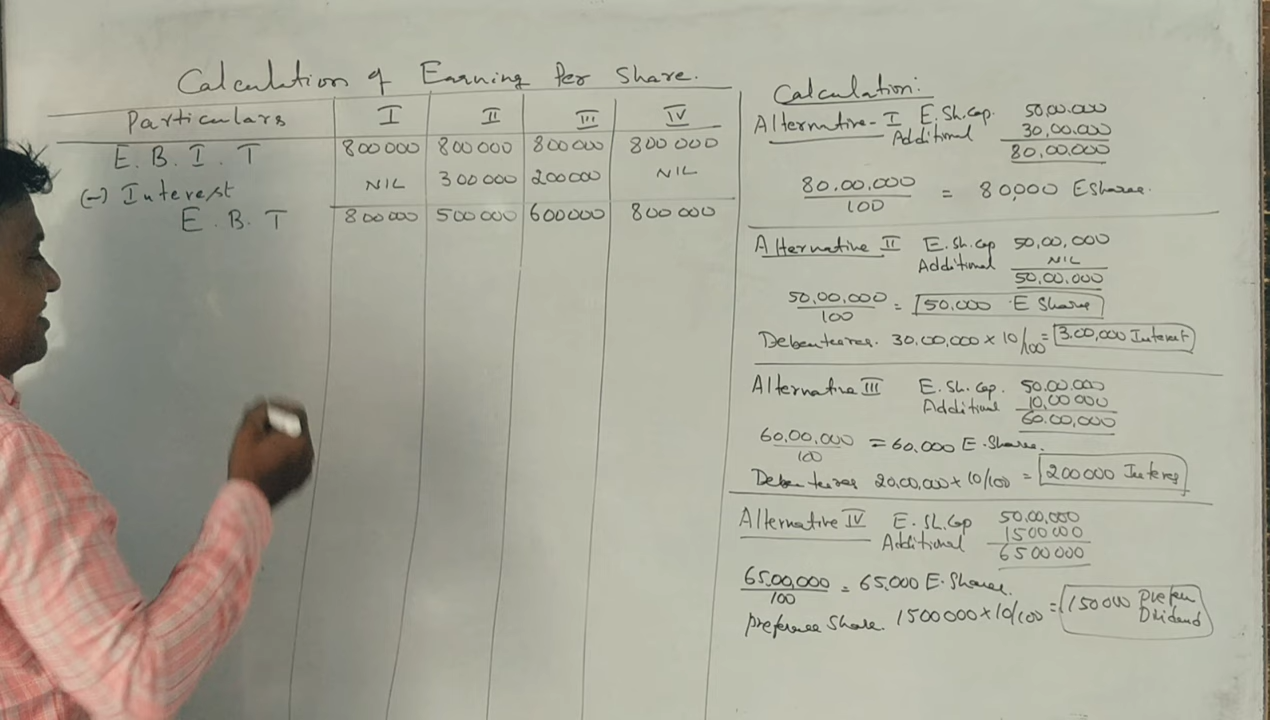 Calculation of Earning Per Share.
Particulars I II III IV
E. B. I. T 800000 800000 800000 800000
(-) Interest NIL 300000 200000 NIL
E. B. T 800000 500000 600000 800000
Calculation:
Alternative-I E. Sh. Cap. 50,00,000
Additional 30,00,000
80,00,000
80,00,000/100 = 80,000 E Shares.
Alternative II E. Sh. Cap 50,00,000
Additional NIL
50,00,000
50,00,000/100 = 50,000 E Shares
Debentures. 30,00,000 × 10/100 = 3,00,000 Interest
Alternative III E. Sh. Cap. 50,00,000
Additional 10,00,000
60,00,000
60,00,000/100 = 60,000 E. Shares.
Debentures 20,00,000 × 10/100 = 200000 Interest
Alternative IV E. Sh. Cap 50,00,000
Additional 1500000
6500000
65,00,000/100 = 65,000 E. Shares.
Preference Share. 1500000 × 10/100 = 150000 Prefern
Dividend